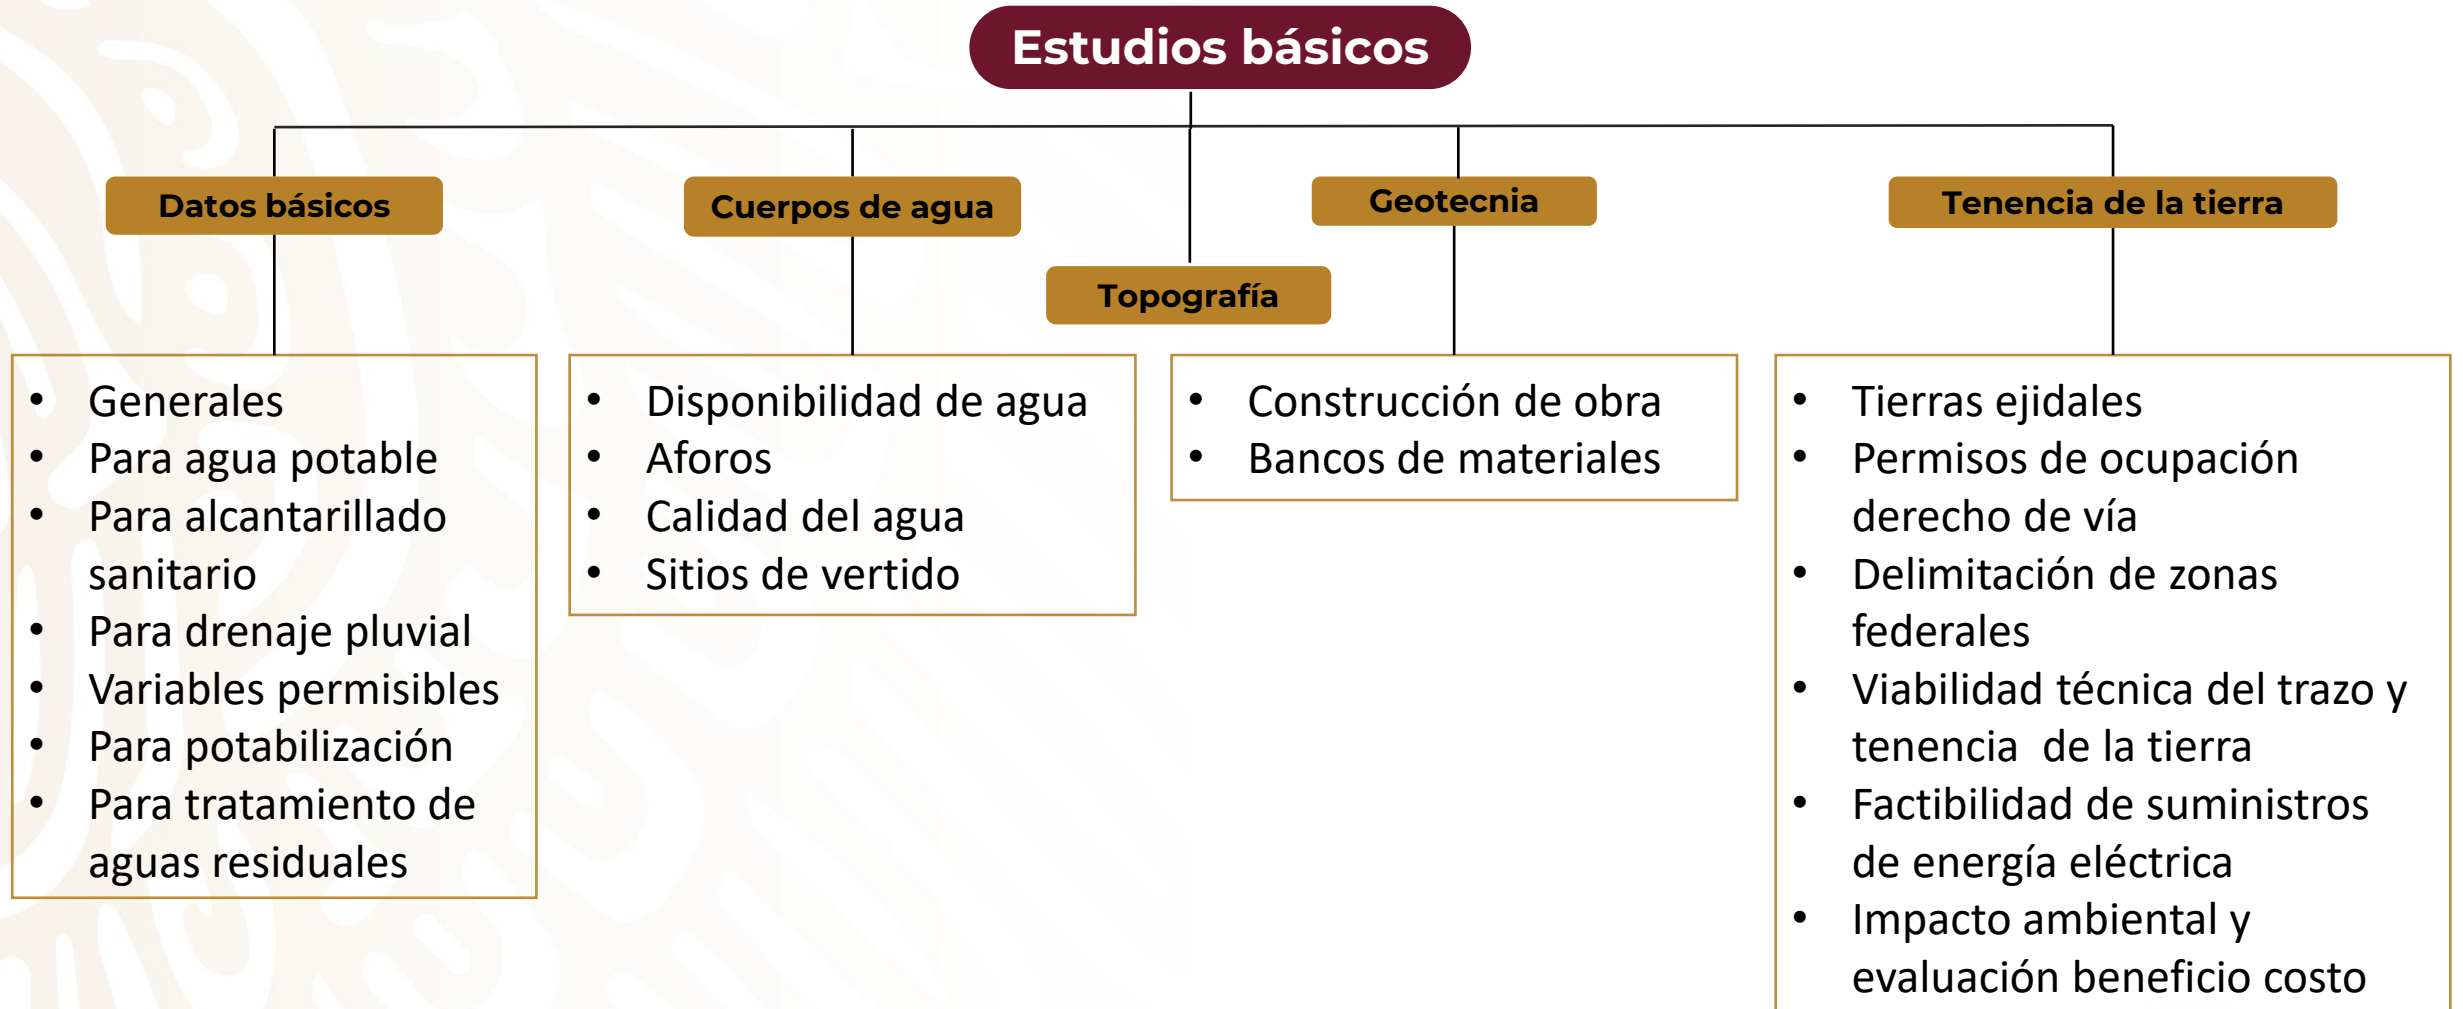 Estudios básicos
Datos básicos
• Generales
• Para agua potable
• Para alcantarillado
sanitario
• Para drenaje pluvial
• Variables permisibles
• Para potabilización
• Para tratamiento de
aguas residuales
Cuerpos de agua
• Disponibilidad de agua
• Aforos
• Calidad del agua
• Sitios de vertido
Topografía
Geotecnia
• Construcción de obra
• Bancos de materiales
Tenencia de la tierra
• Tierras ejidales
• Permisos de ocupación
derecho de vía
• Delimitación de zonas
federales
• Viabilidad técnica del trazo y
tenencia  de la tierra
• Factibilidad de suministros
de energía eléctrica
• Impacto ambiental y
evaluación beneficio costo